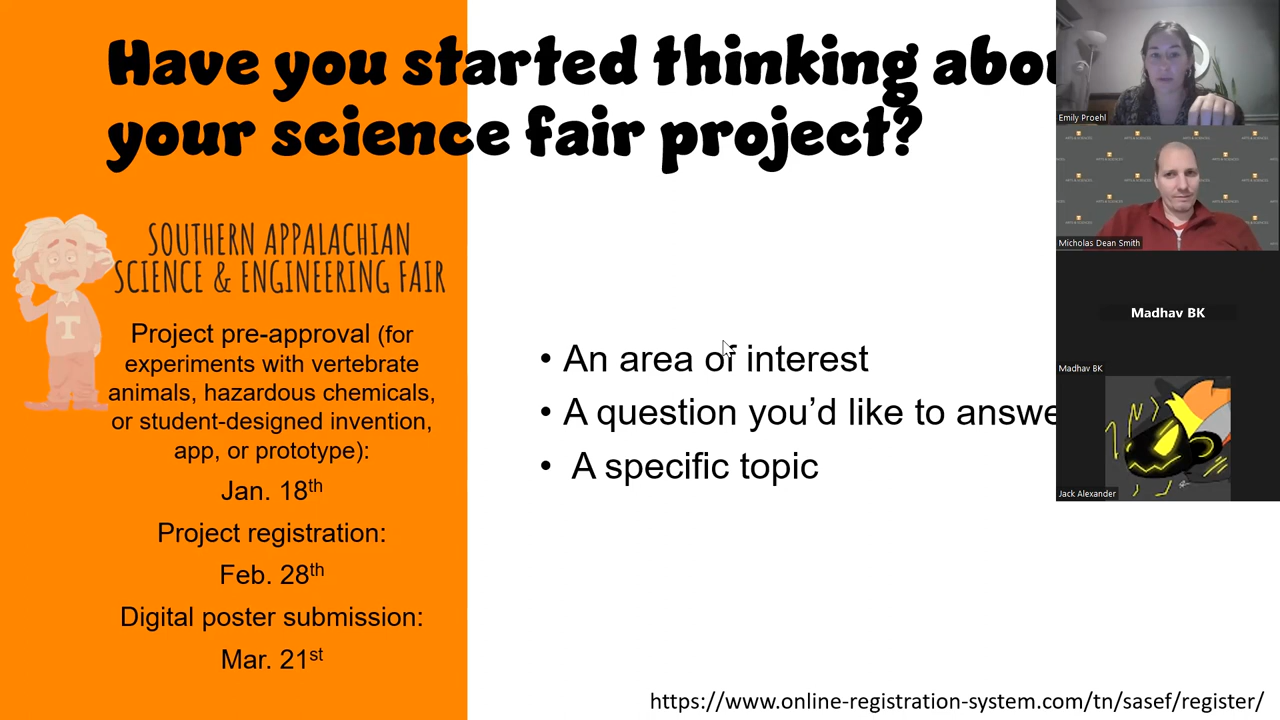 Have you started thinking abou
your science fair project?
SOUTHERN APPALACHIAN
SCIENCE & ENGINEERING FAIR
T
Project pre-approval (for
experiments with vertebrate
animals, hazardous chemicals,
or student-designed invention,
app, or prototype):
Jan. 18th
Project registration:
Feb. 28th
Digital poster submission:
Mar. 21st
• An area of interest
• A question you’d like to answe
• A specific topic
https://www.online-registration-system.com/tn/sasef/register/
Emily Proehl
Micholas Dean Smith
Madhav BK
Madhav BK
Jack Alexander